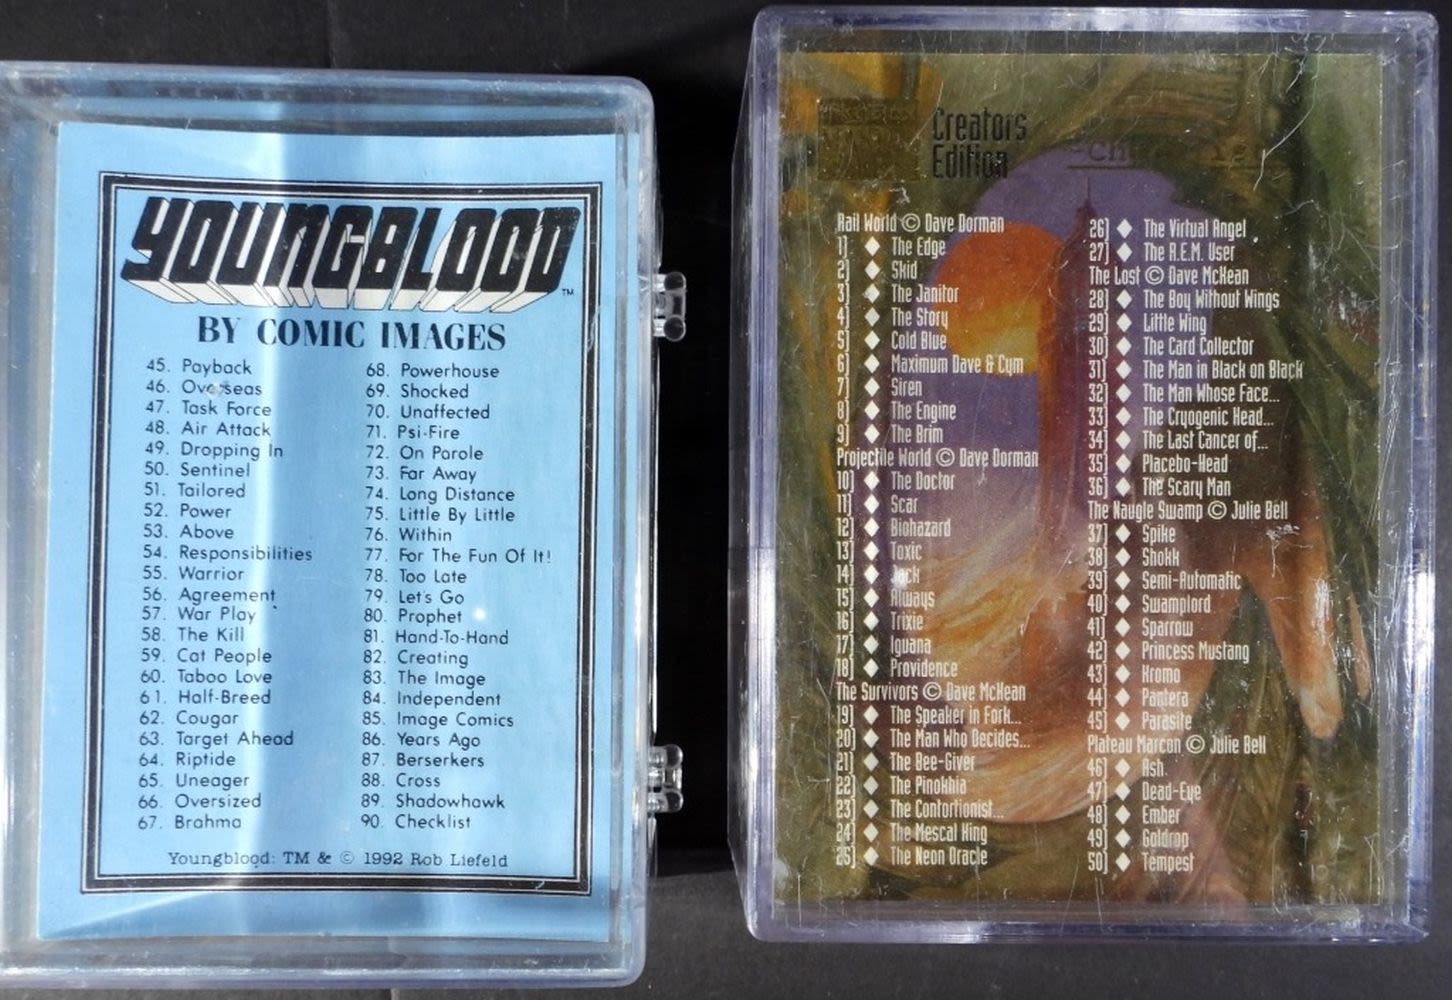 YOUNGBLOOD
TM
BY COMIC IMAGES
45. Payback
46. Overseas
47. Task Force
48. Air Attack
49. Dropping In
50. Sentinel
51. Tailored
52. Power
53. Above
54. Responsibilities
55. Warrior
56. Agreement
57. War Play
58. The Kill
59. Cat People
60. Taboo Love
61. Half-Breed
62. Cougar
63. Target Ahead
64. Riptide
65. Uneager
66. Oversized
67. Brahma
68. Powerhouse
69. Shocked
70. Unaffected
71. Psi-Fire
72. On Parole
73. Far Away
74. Long Distance
75. Little By Little
76. Within
77. For The Fun Of It!
78. Too Late
79. Let's Go
80. Prophet
81. Hand-To-Hand
82. Creating
83. The Image
84. Independent
85. Image Comics
86. Years Ago
87. Berserkers
88. Cross
89. Shadowhawk
90. Checklist
Youngblood: TM & © 1992 Rob Liefeld
Creators
Edition
Rail World © Dave Dorman
1] ♦ The Edge
2] ♦ Skid
3] ♦ The Janitor
4] ♦ The Story
5] ♦ Cold Blue
6] ♦ Maximum Dave & Cym
7] ♦ Siren
8] ♦ The Engine
9] ♦ The Brim
Projectile World © Dave Dorman
10] ♦ The Doctor
11] ♦ Scar
12] ♦ Biohazard
13] ♦ Toxic
14] ♦ Jack
15] ♦ Always
16] ♦ Trixie
17] ♦ Iguana
18] ♦ Providence
The Survivors © Dave McKean
19] ♦ The Speaker in Fork...
20] ♦ The Man Who Decides...
21] ♦ The Bee-Giver
22] ♦ The Pinokhia
23] ♦ The Contortionist...
24] ♦ The Mescal King
25] ♦ The Neon Oracle
26] ♦ The Virtual Angel
27] ♦ The R.E.M. User
The Lost © Dave McKean
28] ♦ The Boy Without Wings
29] ♦ Little Wing
30] ♦ The Card Collector
31] ♦ The Man in Black on Black
32] ♦ The Man Whose Face...
33] ♦ The Cryogenic Head...
34] ♦ The Last Cancer of...
35] ♦ Placebo-Head
36] ♦ The Scary Man
The Naugle Swamp © Julie Bell
37] ♦ Spike
38] ♦ Shokk
39] ♦ Semi-Automatic
40] ♦ Swamplord
41] ♦ Sparrow
42] ♦ Princess Mustang
43] ♦ Kromo
44] ♦ Pantera
45] ♦ Parasite
Plateau Marcon © Julie Bell
46] ♦ Ash
47] ♦ Dead-Eye
48] ♦ Ember
49] ♦ Goldrop
50] ♦ Tempest